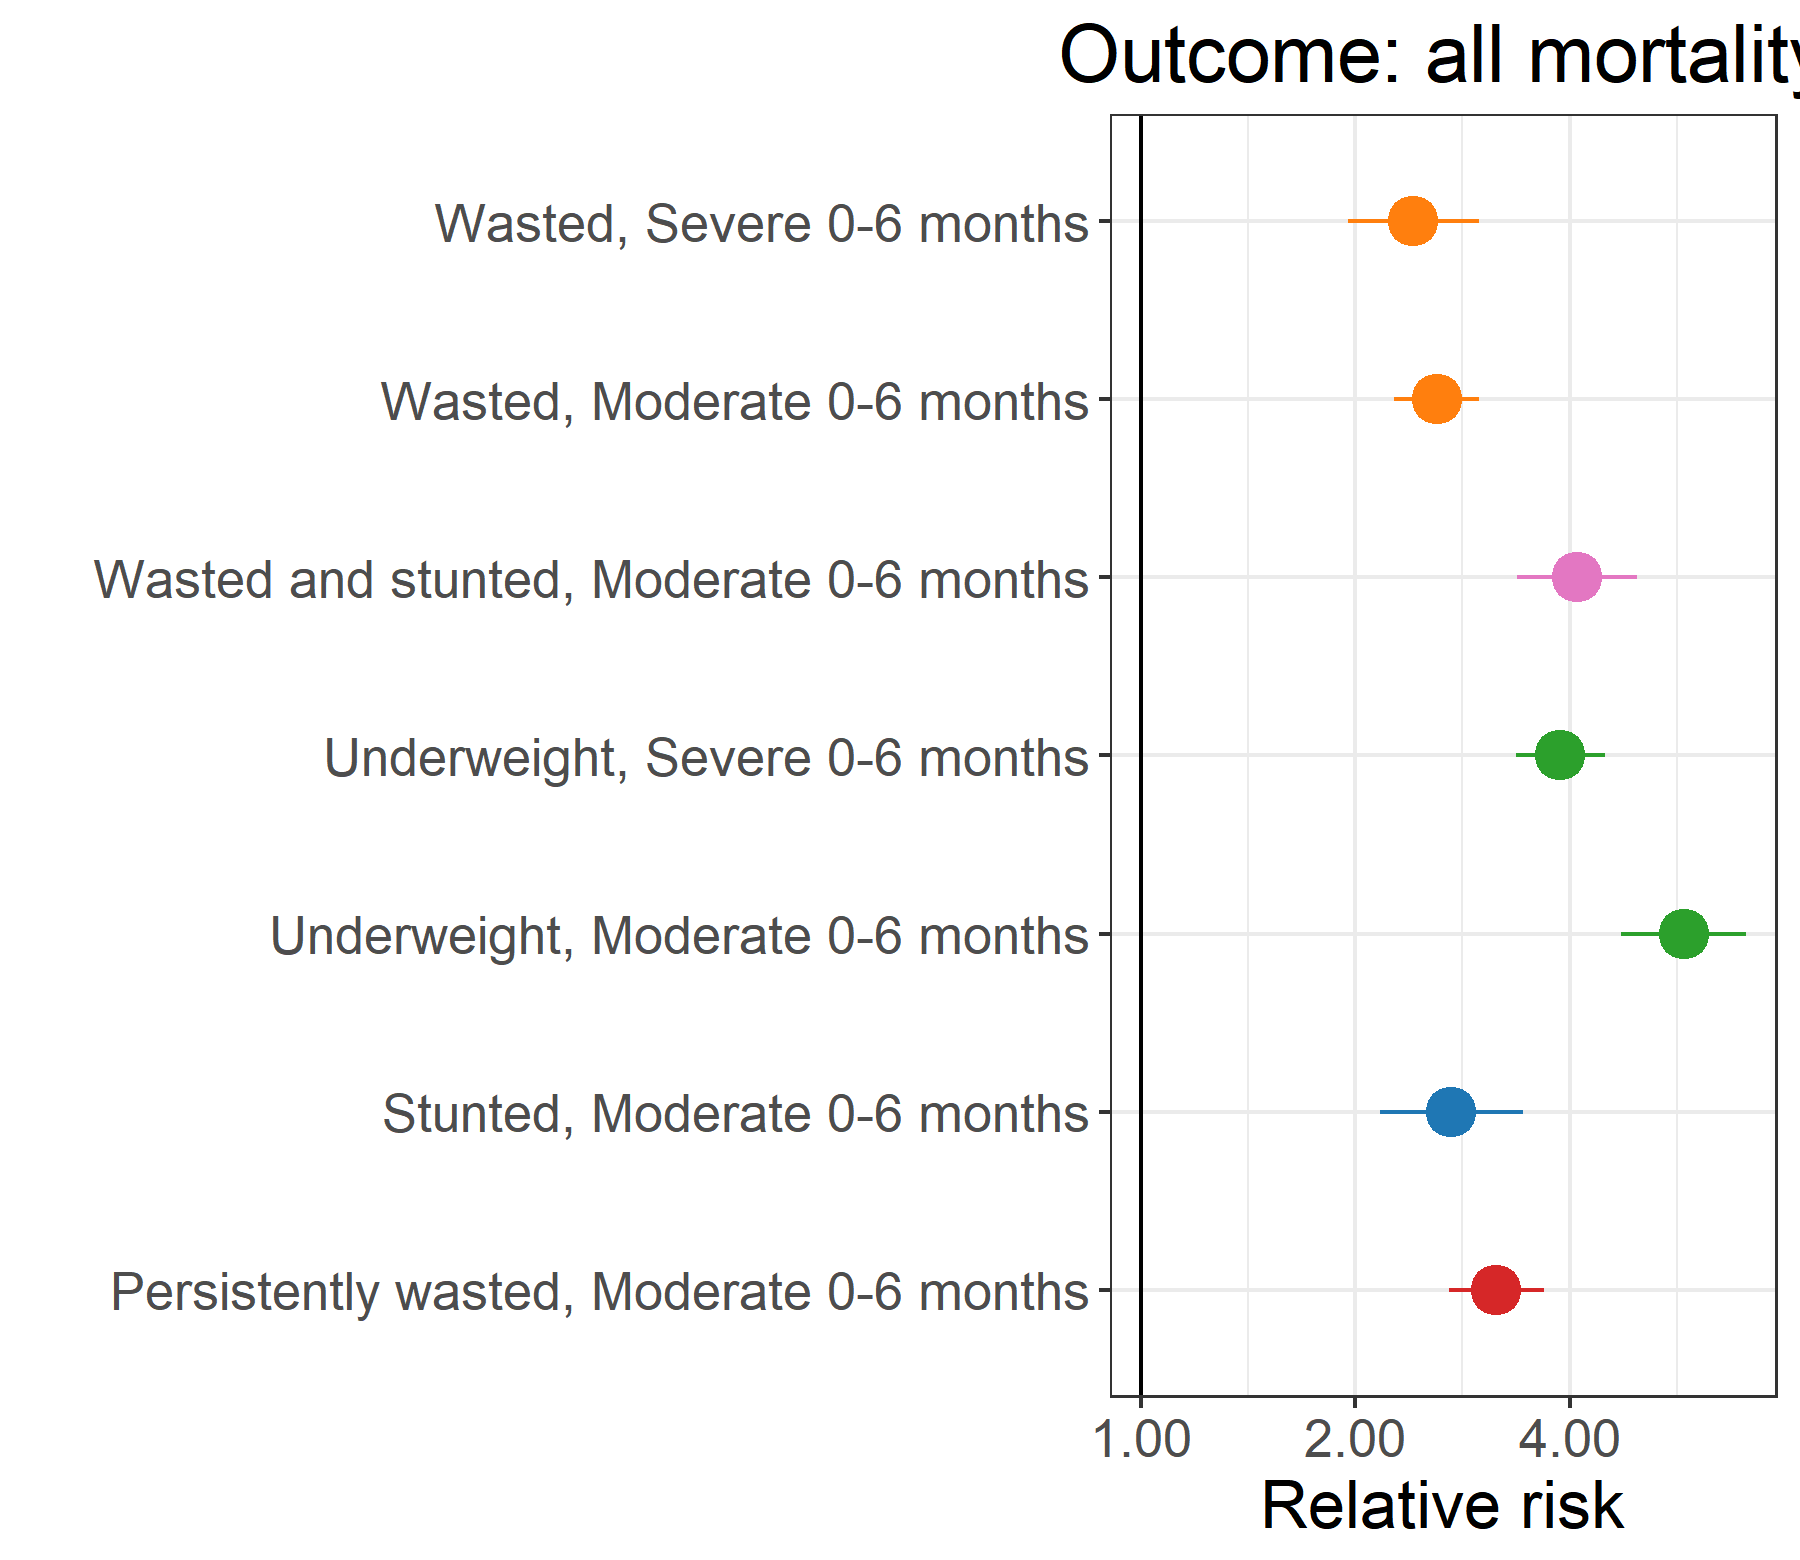 Outcome: all mortality
Wasted, Severe 0-6 months
Wasted, Moderate 0-6 months
Wasted and stunted, Moderate 0-6 months
Underweight, Severe 0-6 months
Underweight, Moderate 0-6 months
Stunted, Moderate 0-6 months
Persistently wasted, Moderate 0-6 months
1.00 2.00 4.00
Relative risk